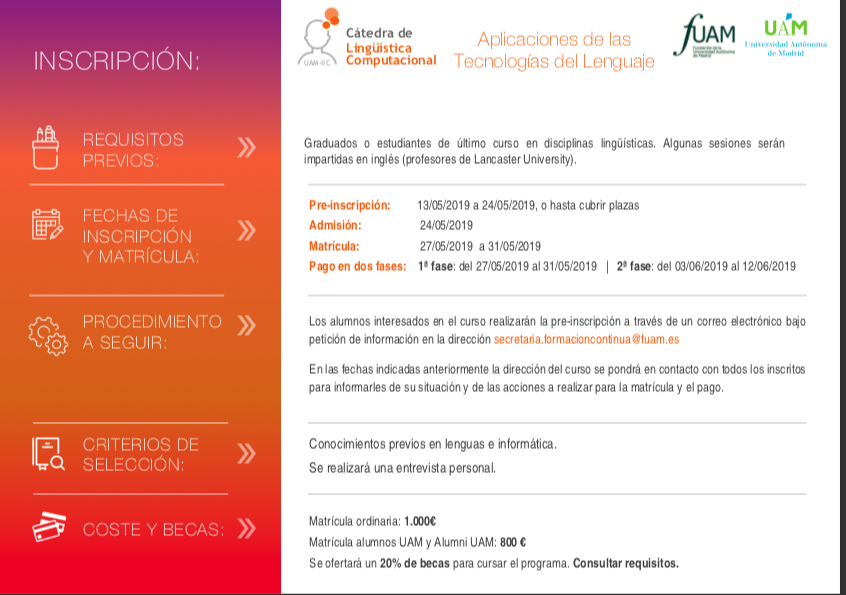 INSCRIPCIÓN:
UAM-IIC
Cátedra de
Lingüística
Computacional
Aplicaciones de las
Tecnologías del Lenguaje
fUAM
Fundación de la
Universidad Autónoma
de Madrid
UAM
Universidad Autónoma
de Madrid
REQUISITOS
PREVIOS:
Graduados o estudiantes de último curso en disciplinas lingüísticas. Algunas sesiones serán
impartidas en inglés (profesores de Lancaster University).
FECHAS DE
INSCRIPCIÓN
Y MATRÍCULA:
Pre-inscripción: 13/05/2019 a 24/05/2019, o hasta cubrir plazas
Admisión: 24/05/2019
Matrícula: 27/05/2019 a 31/05/2019
Pago en dos fases: 1ª fase: del 27/05/2019 al 31/05/2019 | 2ª fase: del 03/06/2019 al 12/06/2019
PROCEDIMIENTO
A SEGUIR:
Los alumnos interesados en el curso realizarán la pre-inscripción a través de un correo electrónico bajo
petición de información en la dirección secretaria.formacioncontinua@fuam.es
En las fechas indicadas anteriormente la dirección del curso se pondrá en contacto con todos los inscritos
para informarles de su situación y de las acciones a realizar para la matrícula y el pago.
CRITERIOS DE
SELECCIÓN:
Conocimientos previos en lenguas e informática.
Se realizará una entrevista personal.
COSTE Y BECAS:
Matrícula ordinaria: 1.000€
Matrícula alumnos UAM y Alumni UAM: 800 €
Se ofertará un 20% de becas para cursar el programa. Consultar requisitos.